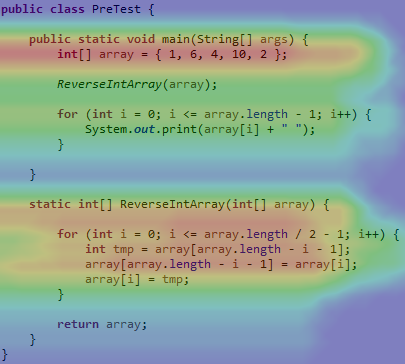 public class PreTest {
public static void main(String[] args) {
int[] array = { 1, 6, 4, 10, 2 };
ReverseIntArray(array);
for (int i = 0; i <= array.length - 1; i++) {
System.out.print(array[i] + " ");
}
}
static int[] ReverseIntArray(int[] array) {
for (int i = 0; i <= array.length / 2 - 1; i++) {
int tmp = array[array.length - i - 1];
array[array.length - i - 1] = array[i];
array[i] = tmp;
}
return array;
}
}